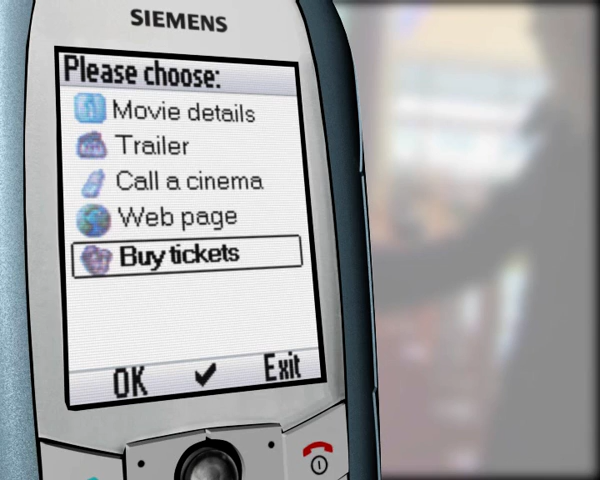 SIEMENS
Please choose:
Movie details
Trailer
Call a cinema
Web page
Buy tickets
OK ✓ Exit